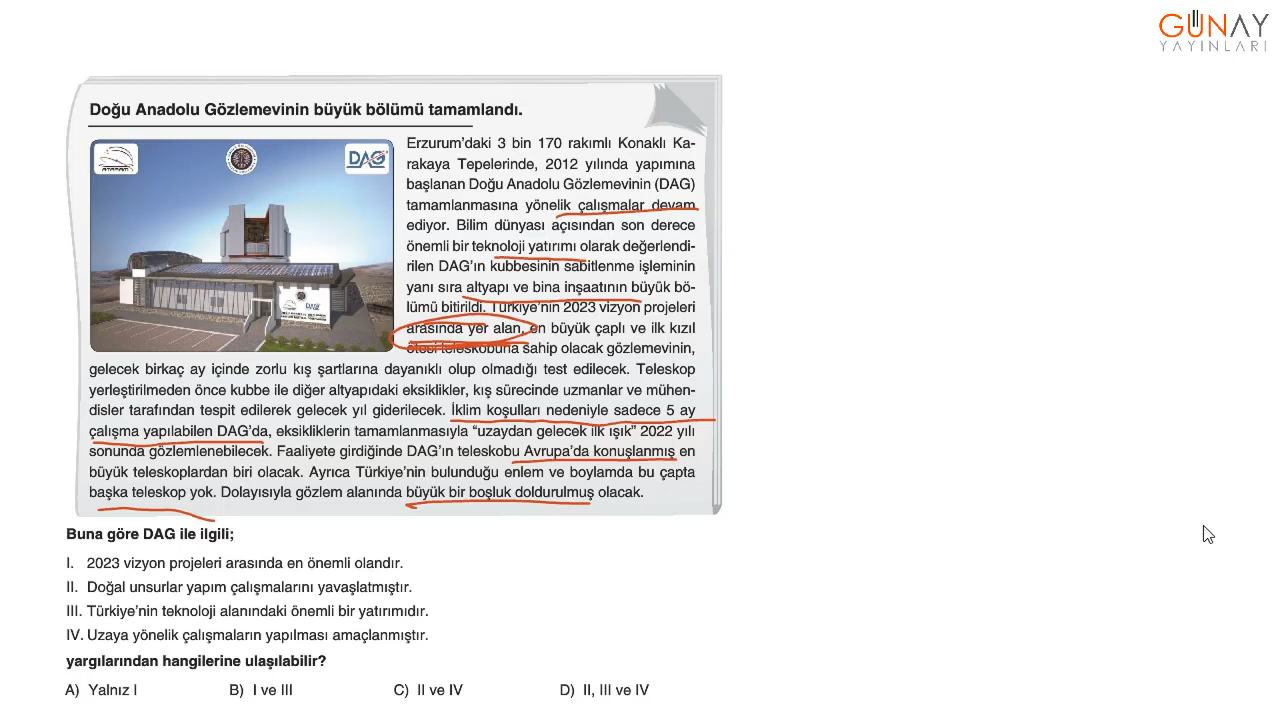 GÜNAY
YAYINLARI
Doğu Anadolu Gözlemevinin büyük bölümü tamamlandı.
ATASAM
DAG
Erzurum'daki 3 bin 170 rakımlı Konaklı Ka-
rakaya Tepelerinde, 2012 yılında yapımına
başlanan Doğu Anadolu Gözlemevinin (DAG)
tamamlanmasına yönelik çalışmalar devam
ediyor. Bilim dünyası açısından son derece
önemli bir teknoloji yatırımı olarak değerlendi-
rilen DAG'ın kubbesinin sabitlenme işleminin
yanı sıra altyapı ve bina inşaatının büyük bö-
lümü bitirildi. Türkiye'nin 2023 vizyon projeleri
arasında yer alan, en büyük çaplı ve ilk kızıl
ötesi teleskobuna sahip olacak gözlemevinin,
gelecek birkaç ay içinde zorlu kış şartlarına dayanıklı olup olmadığı test edilecek. Teleskop
yerleştirilmeden önce kubbe ile diğer altyapıdaki eksiklikler, kış sürecinde uzmanlar ve mühen-
disler tarafından tespit edilerek gelecek yıl giderilecek. İklim koşulları nedeniyle sadece 5 ay
çalışma yapılabilen DAG'da, eksikliklerin tamamlanmasıyla “uzaydan gelecek ilk ışık” 2022 yılı
sonunda gözlemlenebilecek. Faaliyete girdiğinde DAG'ın teleskobu Avrupa'da konuşlanmış en
büyük teleskoplardan biri olacak. Ayrıca Türkiye'nin bulunduğu enlem ve boylamda bu çapta
başka teleskop yok. Dolayısıyla gözlem alanında büyük bir boşluk doldurulmuş olacak.
Buna göre DAG ile ilgili;
I. 2023 vizyon projeleri arasında en önemli olandır.
II. Doğal unsurlar yapım çalışmalarını yavaşlatmıştır.
III. Türkiye'nin teknoloji alanındaki önemli bir yatırımıdır.
IV. Uzaya yönelik çalışmaların yapılması amaçlanmıştır.
yargılarından hangilerine ulaşılabilir?
A) Yalnız I B) I ve III C) II ve IV D) II, III ve IV